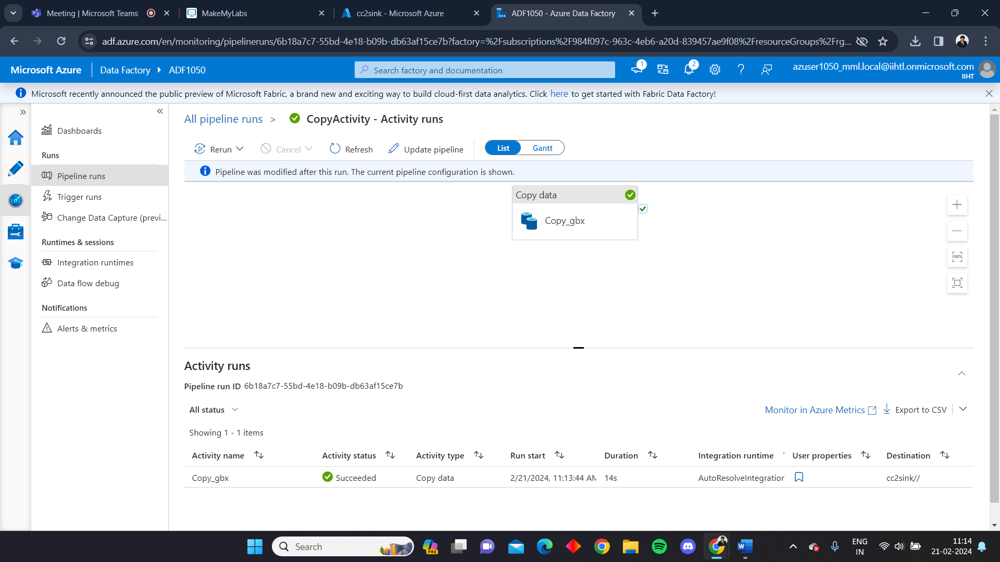 Meeting | Microsoft Teams
MakeMyLabs
cc2sink - Microsoft Azure
ADF1050 - Azure Data Factory
adf.azure.com/en/monitoring/pipelineruns/6b18a7c7-55bd-4e18-b09b-db63af15ce7b?factory=%2Fsubscriptions%2F984f097c-963c-4eb6-a20d-839457ae9f08%2FresourceGroups%2Frg...
Microsoft Azure
Data Factory
ADF1050
Search factory and documentation
1
2
azuser1050_mml.local@iihtl.onmicrosoft.com
IIHT
Microsoft recently announced the public preview of Microsoft Fabric, a brand new and exciting way to build cloud-first data analytics. Click here to get started with Fabric Data Factory!
Dashboards
Runs
Pipeline runs
Trigger runs
Change Data Capture (previ...
Runtimes & sessions
Integration runtimes
Data flow debug
Notifications
Alerts & metrics
All pipeline runs > CopyActivity - Activity runs
Rerun
Cancel
Refresh
Update pipeline
List
Gantt
Pipeline was modified after this run. The current pipeline configuration is shown.
Copy data
Copy_gbx
100%
Activity runs
Pipeline run ID 6b18a7c7-55bd-4e18-b09b-db63af15ce7b
All status
Monitor in Azure Metrics
Export to CSV
Showing 1 - 1 items
Activity name Activity status Activity type Run start Duration Integration runtime User properties Destination
Copy_gbx Succeeded Copy data 2/21/2024, 11:13:44 AM 14s AutoResolveIntegration cc2sink//
Search
PRE
ENG
IN
11:14
21-02-2024